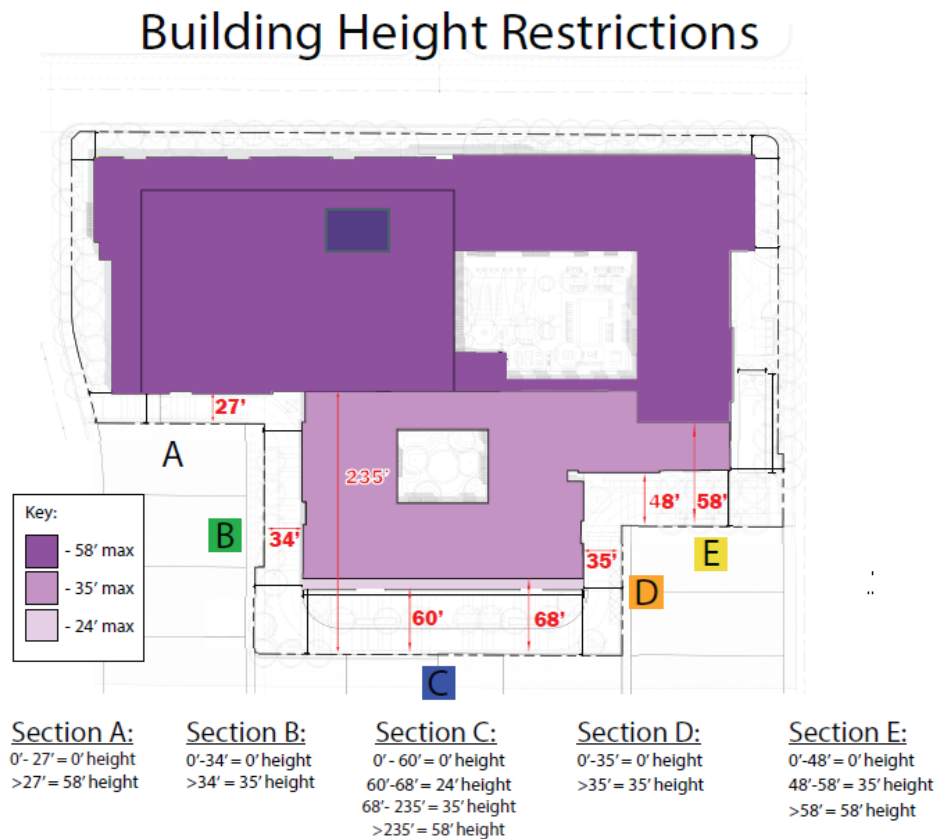 Building Height Restrictions
27’
A
235’
48’
58’
Key:
- 58’ max
- 35’ max
- 24’ max
B
34’
35’
E
D
60’
68’
C
Section A:
0’- 27’ = 0’ height
>27’ = 58’ height
Section B:
0’-34’ = 0’ height
>34’ = 35’ height
Section C:
0’ - 60’ = 0’ height
60’-68’ = 24’ height
68’- 235’ = 35’ height
>235’ = 58’ height
Section D:
0’-35’ = 0’ height
>35’ = 35’ height
Section E:
0’-48’ = 0’ height
48’-58’ = 35’ height
>58’ = 58’ height